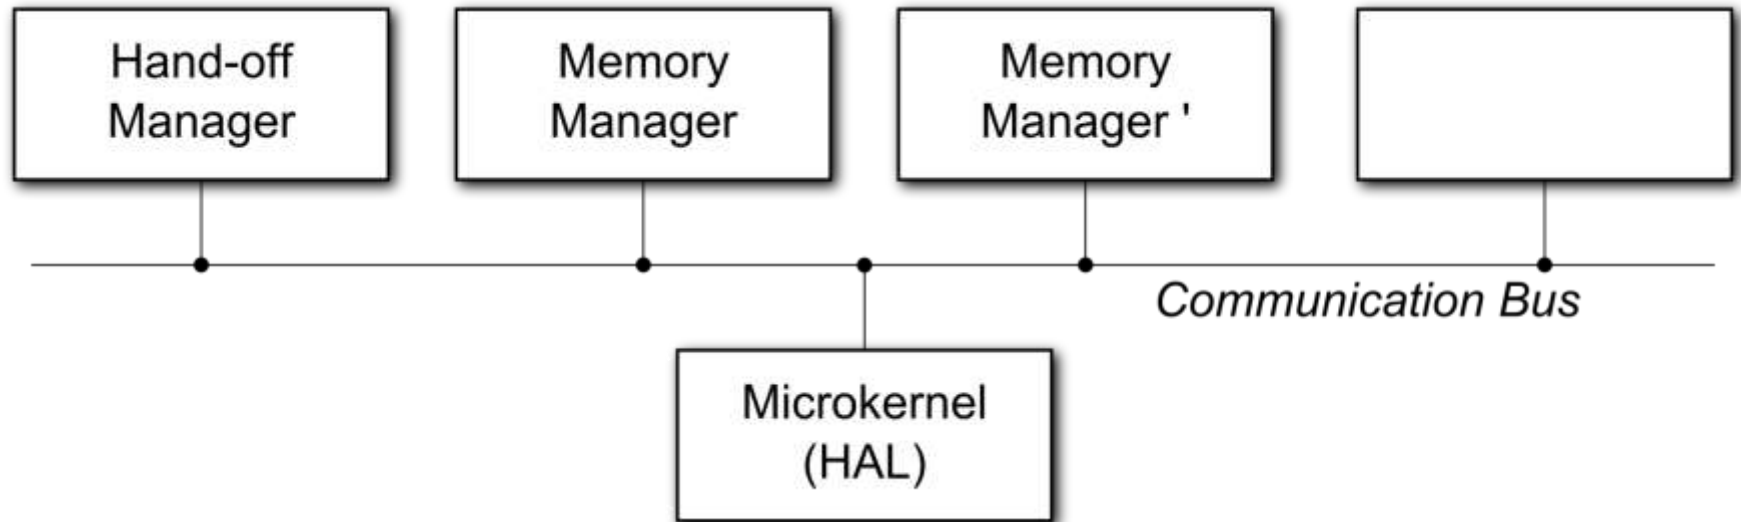 Hand-off
Manager
Memory
Manager
Memory
Manager '
Communication Bus
Microkernel
(HAL)